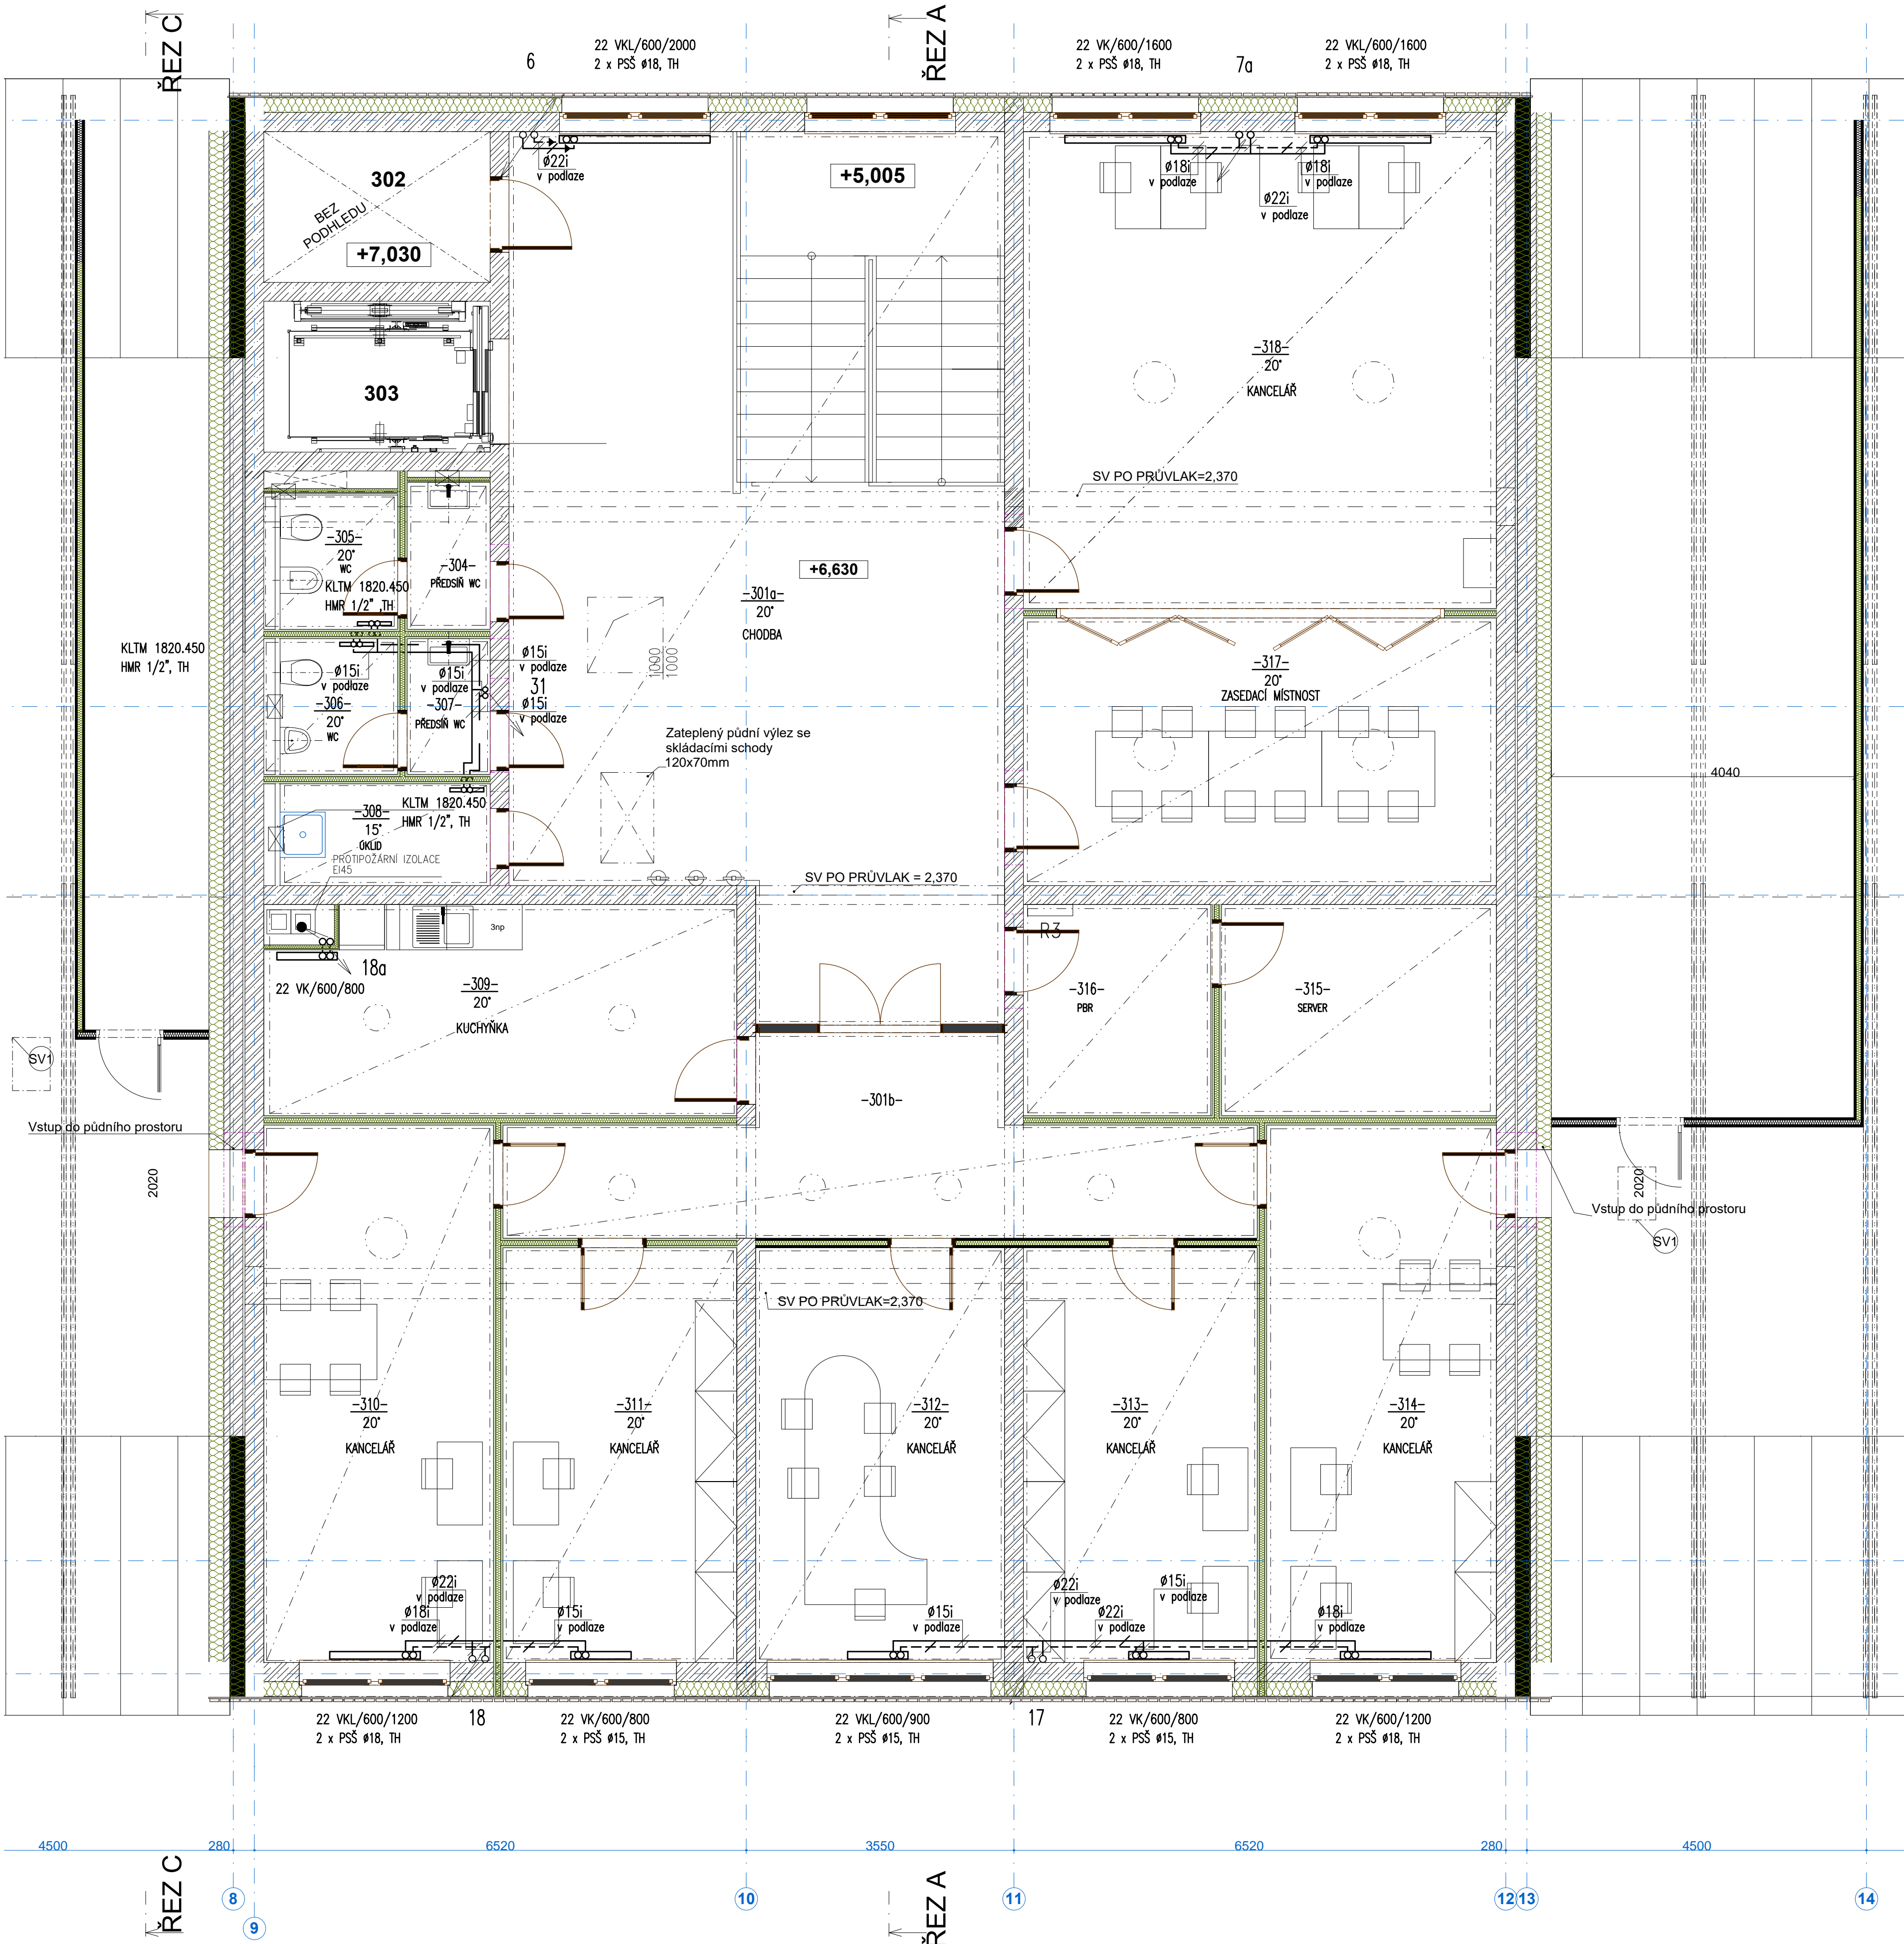 ŘEZ C
ŘEZ A
6
22 VKL/600/2000
2 x PSŠ ø18, TH
22 VK/600/1600
2 x PSŠ ø18, TH
7a
22 VKL/600/1600
2 x PSŠ ø18, TH
302
BEZ
PODHLEDU
+7,030
ø22i
v podlaze
+5,005
ø18i
v podlaze
ø22i
v podlaze
ø18i
v podlaze
303
-318-
20°
KANCELÁŘ
SV PO PRŮVLAK=2,370
-305-
20°
WC
KLTM 1820.450
HMR 1/2" ,TH
-304-
PŘEDSÍŇ WC
+6,630
-301a-
20°
CHODBA
1000
1000
KLTM 1820.450
HMR 1/2", TH
ø15i
v podlaze
ø15i
v podlaze
ø15i
v podlaze
31
ø15i
v podlaze
-306-
20°
WC
-307-
PŘEDSÍŇ WC
-317-
20°
ZASEDACÍ MÍSTNOST
Zateplený půdní výlez se
skládacími schody
120x70mm
4040
-308-
15°
ÚKLID
KLTM 1820.450
HMR 1/2", TH
PROTIPOŽÁRNÍ IZOLACE
EI45
SV PO PRŮVLAK = 2,370
3np
R3
18a
22 VK/600/800
-309-
20°
KUCHYŇKA
-316-
PBR
-315-
SERVER
SV1
-301b-
Vstup do půdního prostoru
2020
2020
Vstup do půdního prostoru
SV1
SV PO PRŮVLAK=2,370
-310-
20°
KANCELÁŘ
-311-
20°
KANCELÁŘ
-312-
20°
KANCELÁŘ
-313-
20°
KANCELÁŘ
-314-
20°
KANCELÁŘ
ø22i
v podlaze
ø18i
v podlaze
ø15i
v podlaze
ø15i
v podlaze
ø22i
v podlaze
ø22i
v podlaze
ø15i
v podlaze
ø18i
v podlaze
22 VKL/600/1200
2 x PSŠ ø18, TH
18
22 VK/600/800
2 x PSŠ ø15, TH
22 VKL/600/900
2 x PSŠ ø15, TH
17
22 VK/600/800
2 x PSŠ ø15, TH
22 VK/600/1200
2 x PSŠ ø18, TH
4500
280
6520
3550
6520
280
4500
ŘEZ C
ŘEZ A
8
9
10
11
12
13
14